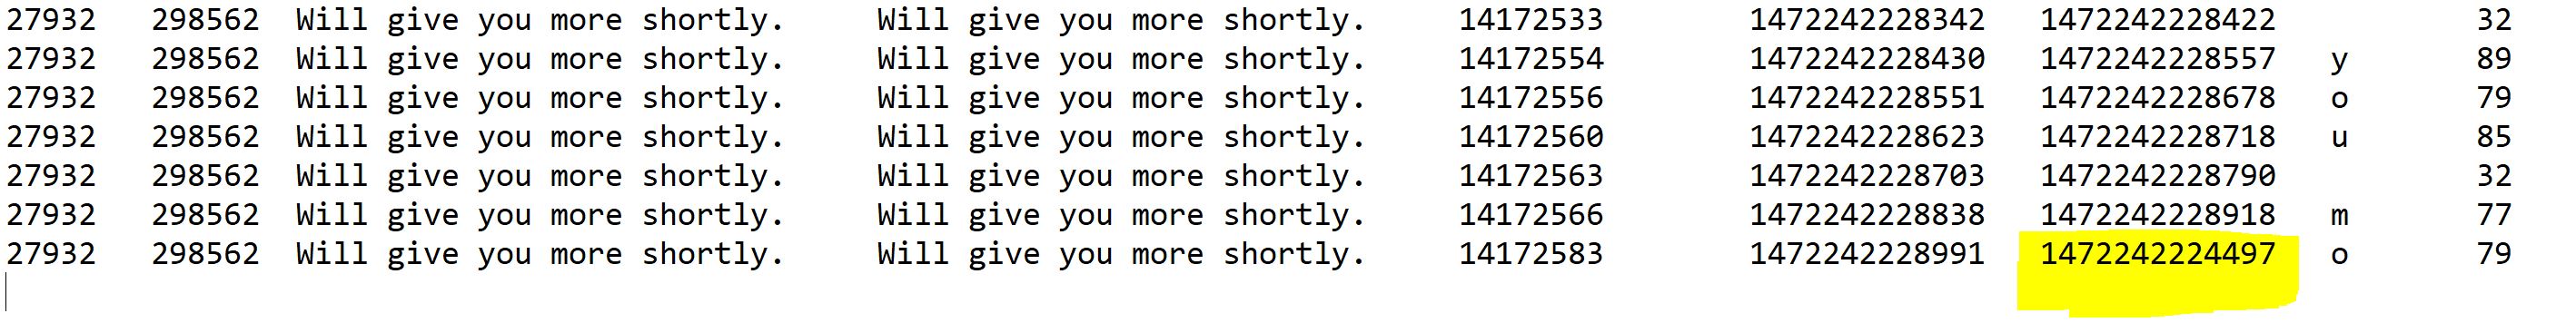 27932 298562 Will give you more shortly. Will give you more shortly. 14172533 1472242228342 1472242228422 32
27932 298562 Will give you more shortly. Will give you more shortly. 14172554 1472242228430 1472242228557 y 89
27932 298562 Will give you more shortly. Will give you more shortly. 14172556 1472242228551 1472242228678 o 79
27932 298562 Will give you more shortly. Will give you more shortly. 14172560 1472242228623 1472242228718 u 85
27932 298562 Will give you more shortly. Will give you more shortly. 14172563 1472242228703 1472242228790 32
27932 298562 Will give you more shortly. Will give you more shortly. 14172566 1472242228838 1472242228918 m 77
27932 298562 Will give you more shortly. Will give you more shortly. 14172583 1472242228991 1472242224497 o 79